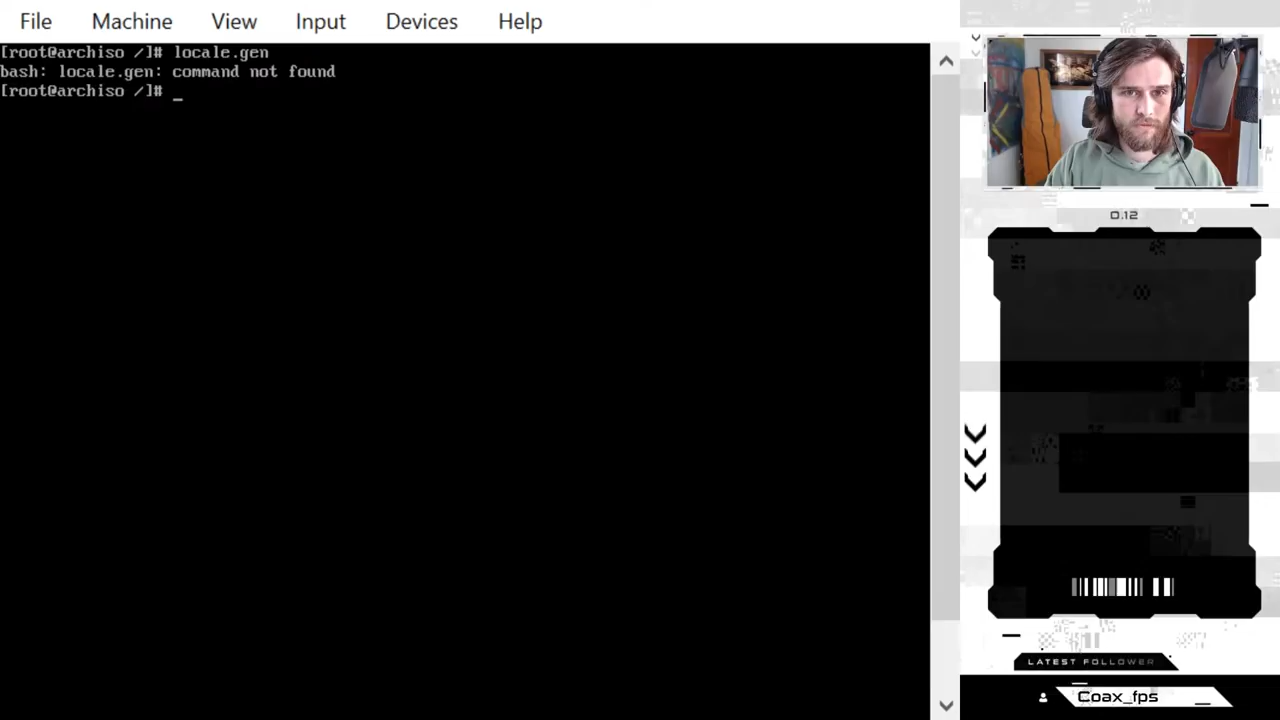 File Machine View Input Devices Help
[root@archiso /]# locale.gen
bash: locale.gen: command not found
[root@archiso /]# _
0.12
LATEST FOLLOWER
Coax_fps